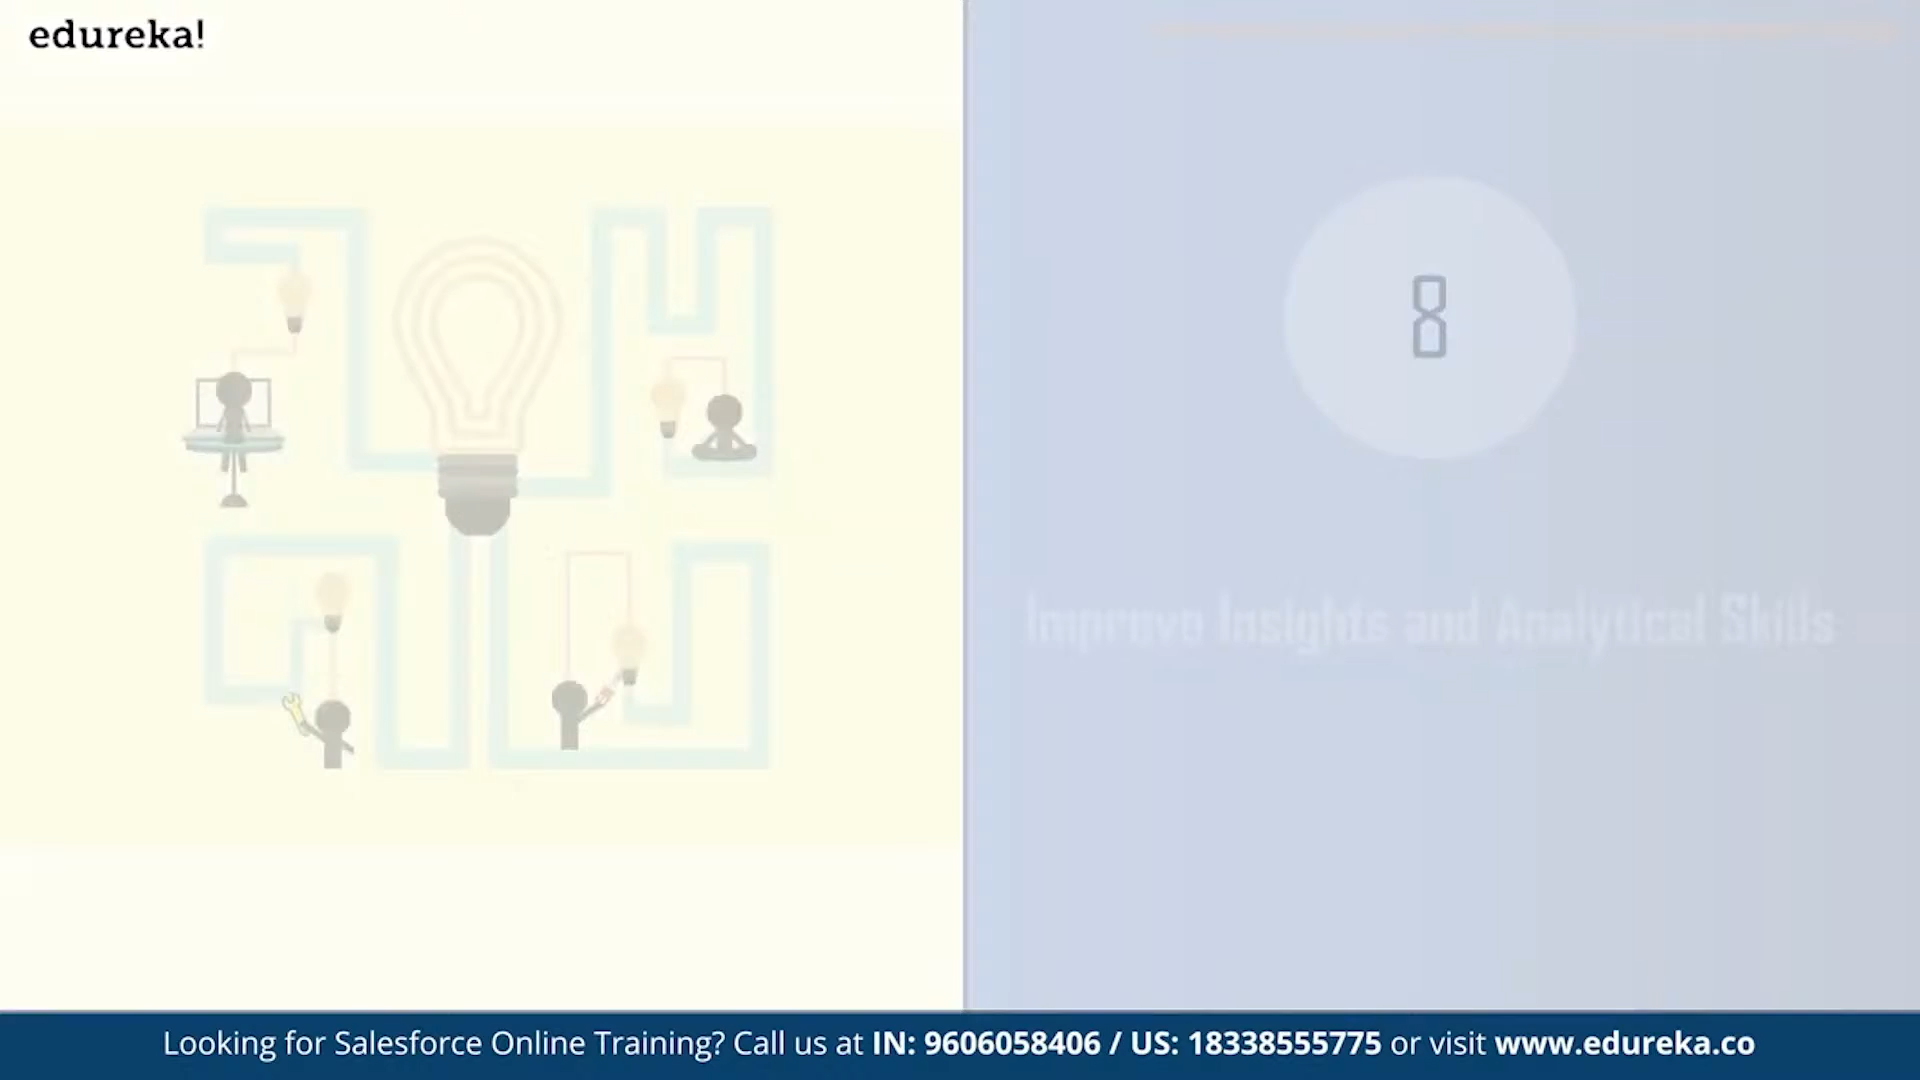 edureka!
8
Improve Insights and Analytical Skills
Looking for Salesforce Online Training? Call us at IN: 9606058406 / US: 18338555775 or visit www.edureka.co